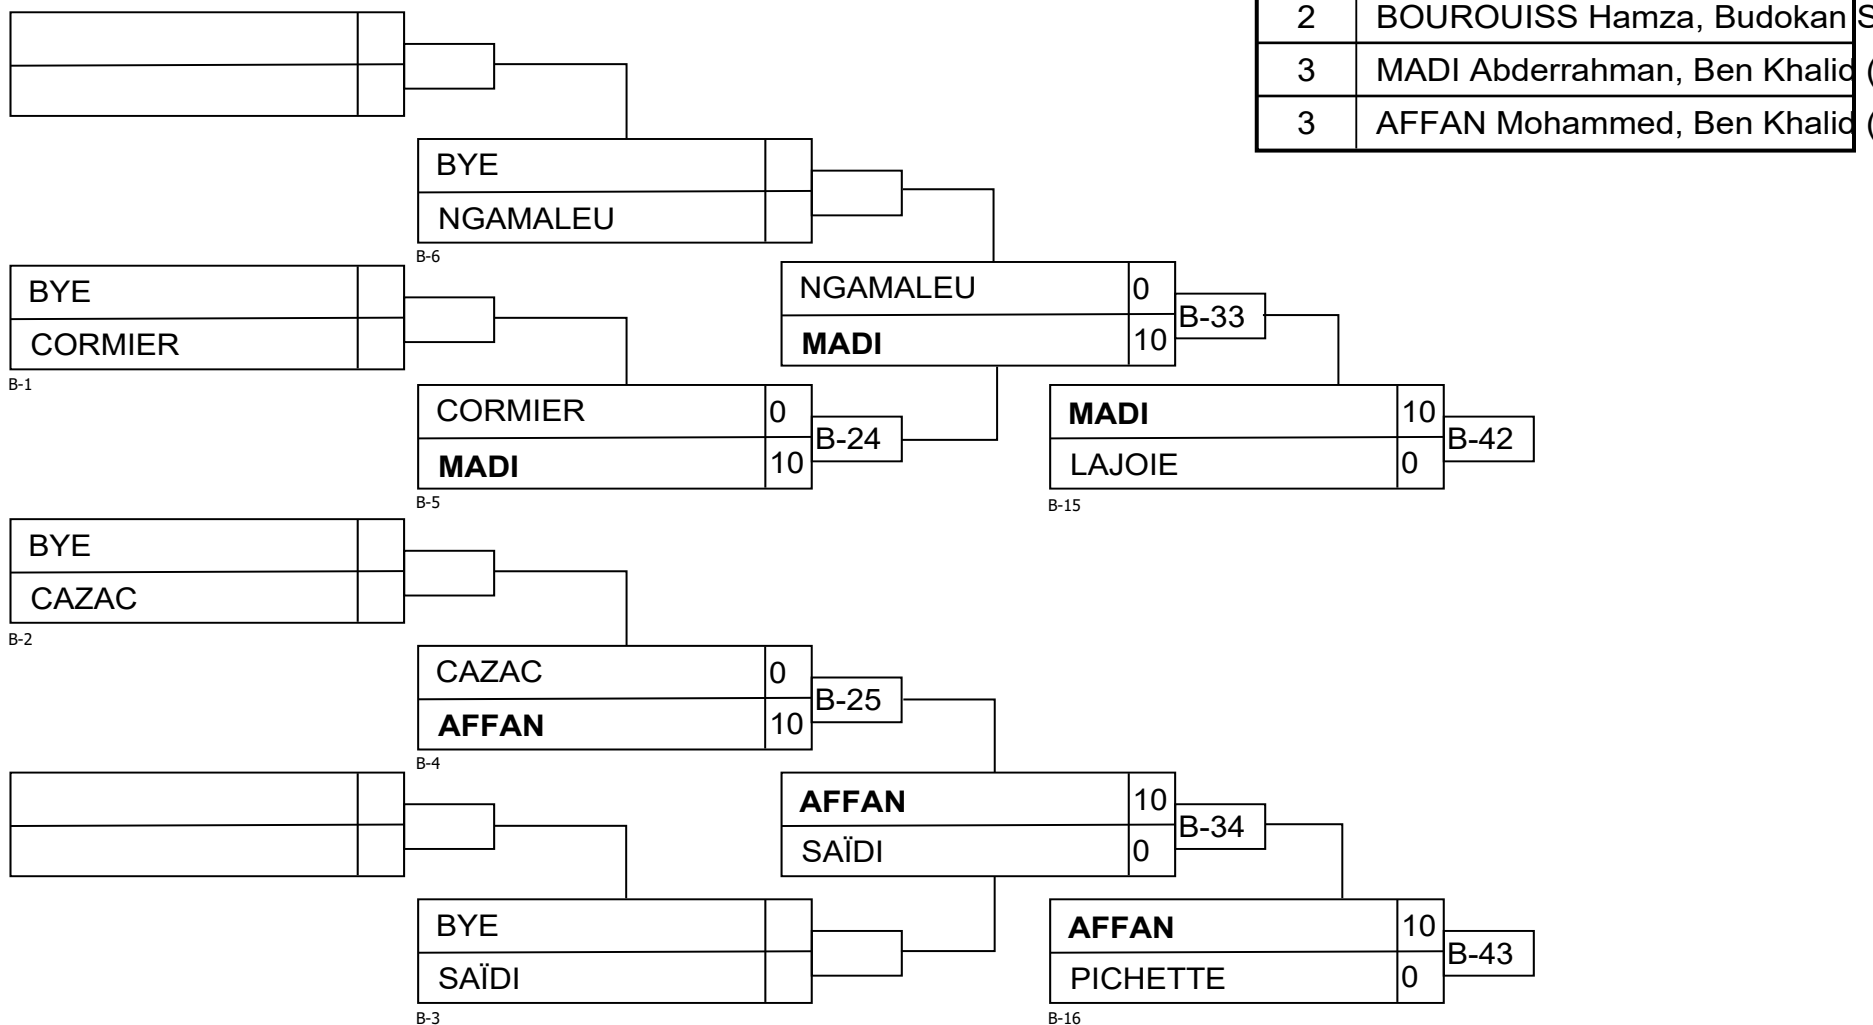 2 BOUROUISS Hamza, Budokan S
3 MADI Abderrahman, Ben Khalid (
3 AFFAN Mohammed, Ben Khalid (
BYE
NGAMALEU
B-6
BYE
CORMIER
B-1
NGAMALEU 0
MADI 10
B-33
CORMIER 0
MADI 10
B-24
B-5
MADI 10
LAJOIE 0
B-42
B-15
BYE
CAZAC
B-2
CAZAC 0
AFFAN 10
B-25
B-4
AFFAN 10
SAÏDI 0
B-34
BYE
SAÏDI
B-3
AFFAN 10
PICHETTE 0
B-43
B-16